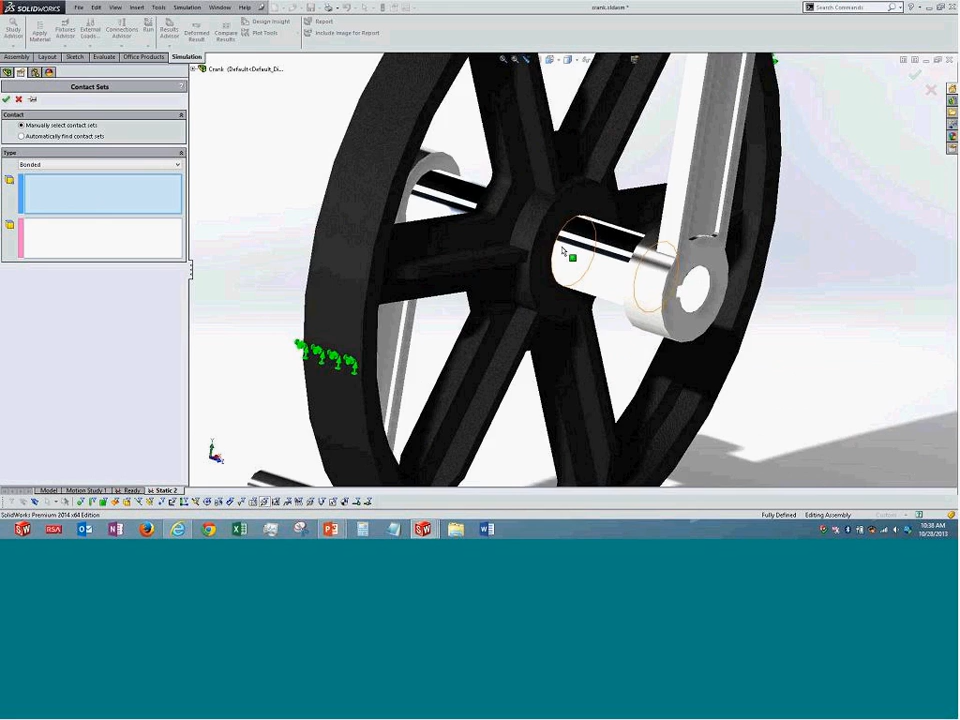 SOLIDWORKS File Edit View Insert Tools Simulation Window Help crank.sldasm * Search Commands
Study Advisor Apply Material Fixtures Advisor External Loads... Connections Advisor Run Results Advisor Deformed Result Compare Results Design Insight Plot Tools Report Include Image for Report
Assembly Layout Sketch Evaluate Office Products Simulation
Crank (Default<Default_Di...
Contact Sets
Contact
Manually select contact sets
Automatically find contact sets
Type
Bonded
Model Motion Study 1 Ready Static 2
SolidWorks Premium 2014 x64 Edition Fully Defined Editing Assembly
RSA
10:38 AM
10/28/2013